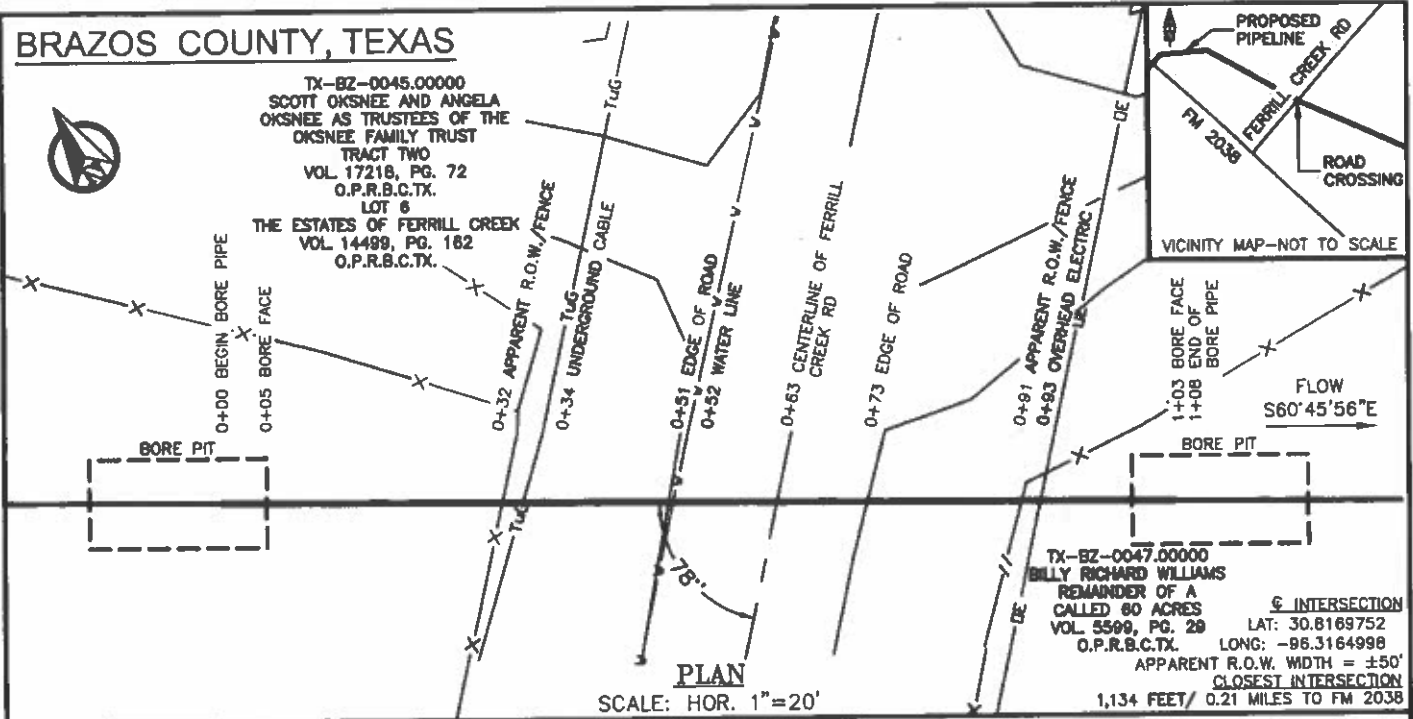 BRAZOS COUNTY, TEXAS
TX-BZ-0045.00000
SCOTT OKSNEE AND ANGELA
OKSNEE AS TRUSTEES OF THE
OKSNEE FAMILY TRUST
TRACT TWO
VOL. 17218, PG. 72
O.P.R.B.C.TX.
LOT 6
THE ESTATES OF FERRILL CREEK
VOL. 14499, PG. 162
O.P.R.B.C.TX.
PROPOSED
PIPELINE
FERRILL CREEK RD
FM 2038
ROAD
CROSSING
VICINITY MAP-NOT TO SCALE
0+00 BEGIN BORE PIPE
0+05 BORE FACE
0+32 APPARENT R.O.W./FENCE
0+34 UNDERGROUND CABLE
TuG
TuG
TuG
0+51 EDGE OF ROAD
0+52 WATER LINE
W
W
W
W
W
0+63 CENTERLINE OF FERRILL
CREEK RD
0+73 EDGE OF ROAD
0+91 APPARENT R.O.W./FENCE
0+93 OVERHEAD ELECTRIC
OE
OE
OE
1+03 BORE FACE
1+08 END OF
BORE PIPE
FLOW
S60°45'56"E
BORE PIT
BORE PIT
78°
TX-BZ-0047.00000
BILLY RICHARD WILLIAMS
REMAINDER OF A
CALLED 60 ACRES
VOL. 5599, PG. 29
O.P.R.B.C.TX.
℄ INTERSECTION
LAT: 30.8169752
LONG: -96.3164998
APPARENT R.O.W. WIDTH = ±50'
CLOSEST INTERSECTION
1,134 FEET/ 0.21 MILES TO FM 2038
PLAN
SCALE: HOR. 1"=20'